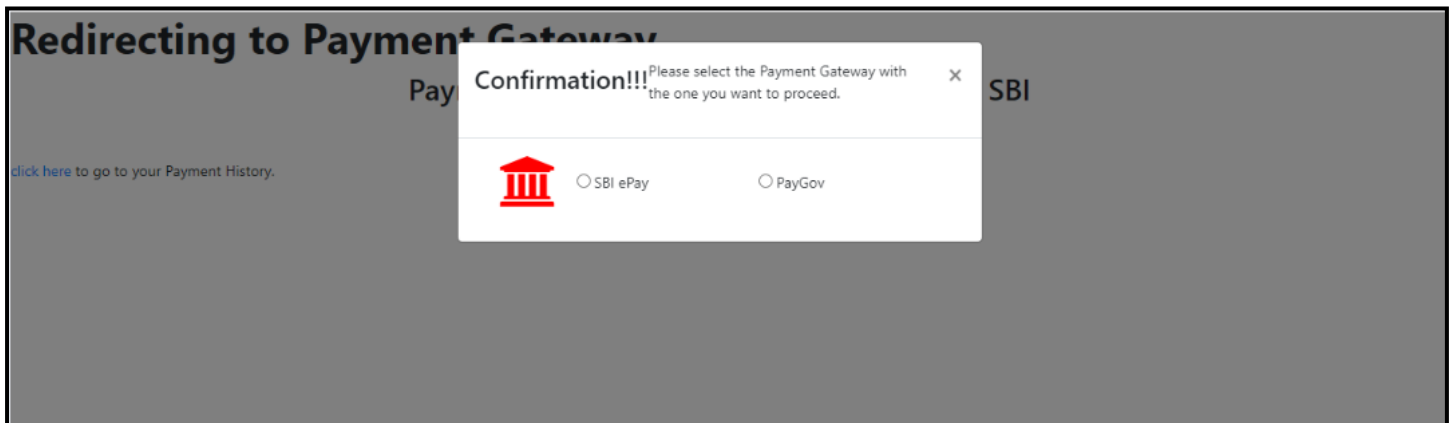 Redirecting to Payment Gateway
Confirmation!!! Please select the Payment Gateway with
the one you want to proceed.
×
SBI
click here to go to your Payment History.
SBI ePay
PayGov